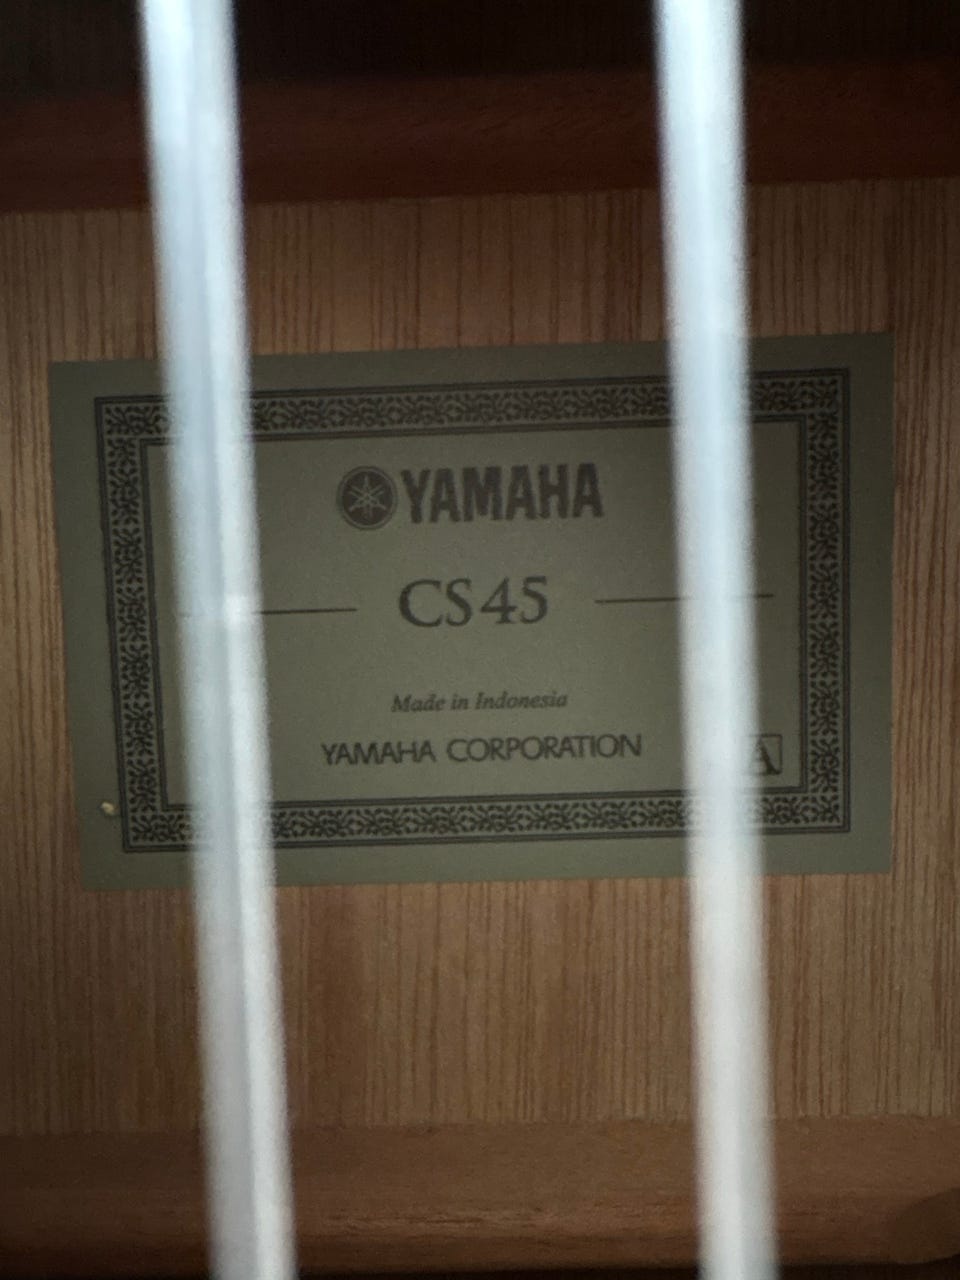 YAMAHA
CS45
Made in Indonesia
YAMAHA CORPORATION
A